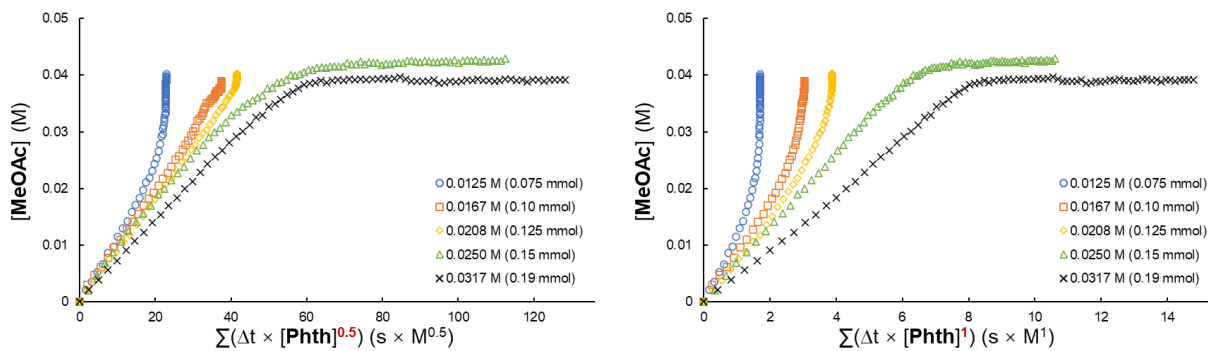 0.05
0.04
0.03
0.02
0.01
0
[MeOAc] (M)
0 20 40 60 80 100 120
∑(Δt × [Phth]^0.5) (s × M^0.5)
0.0125 M (0.075 mmol)
0.0167 M (0.10 mmol)
0.0208 M (0.125 mmol)
0.0250 M (0.15 mmol)
0.0317 M (0.19 mmol)
0.05
0.04
0.03
0.02
0.01
0
[MeOAc] (M)
0 2 4 6 8 10 12 14
∑(Δt × [Phth]^1) (s × M^1)
0.0125 M (0.075 mmol)
0.0167 M (0.10 mmol)
0.0208 M (0.125 mmol)
0.0250 M (0.15 mmol)
0.0317 M (0.19 mmol)